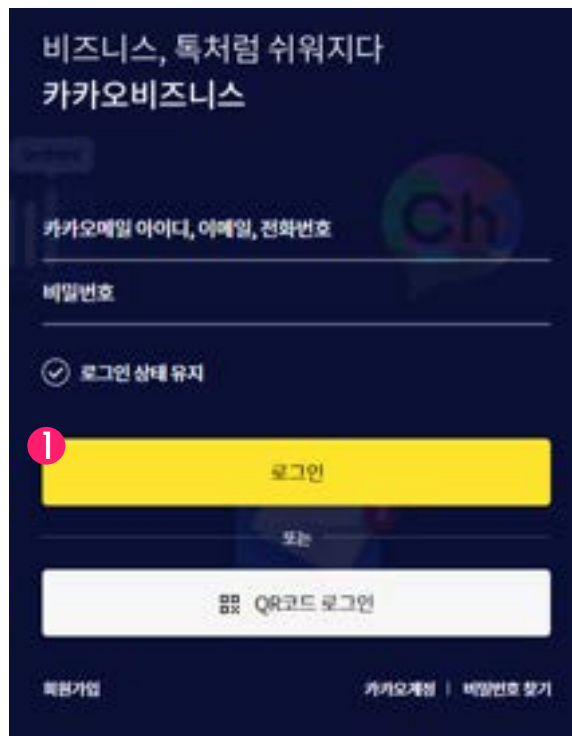 비즈니스, 톡처럼 쉬워지다
카카오비즈니스
Ch
카카오메일 아이디, 이메일, 전화번호
비밀번호
로그인 상태 유지
1
로그인
또는
QR코드 로그인
회원가입
카카오계정 | 비밀번호 찾기